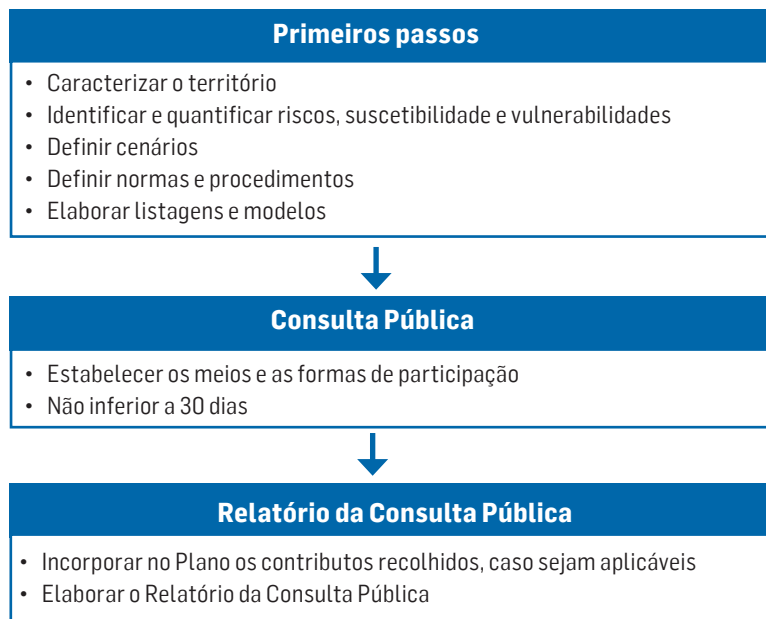 Primeiros passos
• Caracterizar o território
• Identificar e quantificar riscos, suscetibilidade e vulnerabilidades
• Definir cenários
• Definir normas e procedimentos
• Elaborar listagens e modelos
Consulta Pública
• Estabelecer os meios e as formas de participação
• Não inferior a 30 dias
Relatório da Consulta Pública
• Incorporar no Plano os contributos recolhidos, caso sejam aplicáveis
• Elaborar o Relatório da Consulta Pública